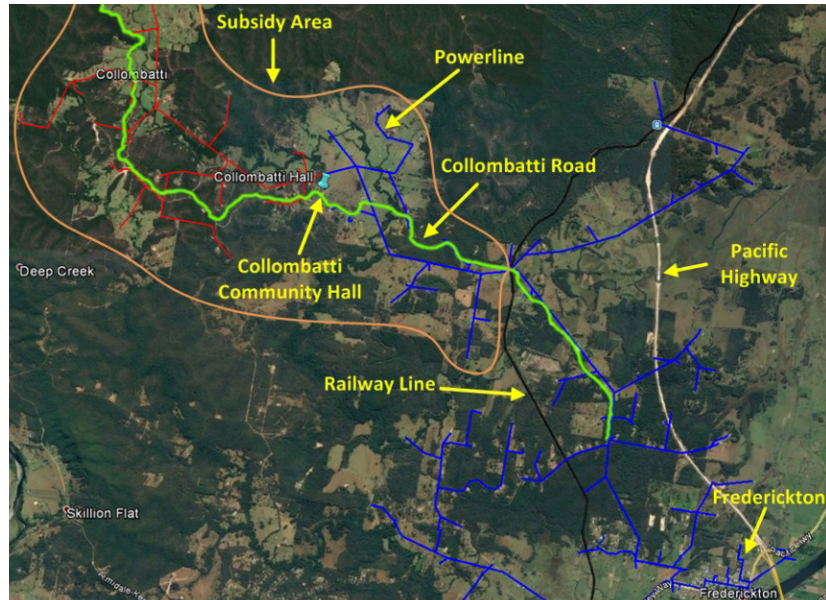 Subsidy Area
Powerline
Collombatti
Collombatti Road
Collombatti Hall
Collombatti
Community Hall
Pacific
Highway
Deep Creek
Railway Line
Frederickton
Skillion Flat
Frederickton